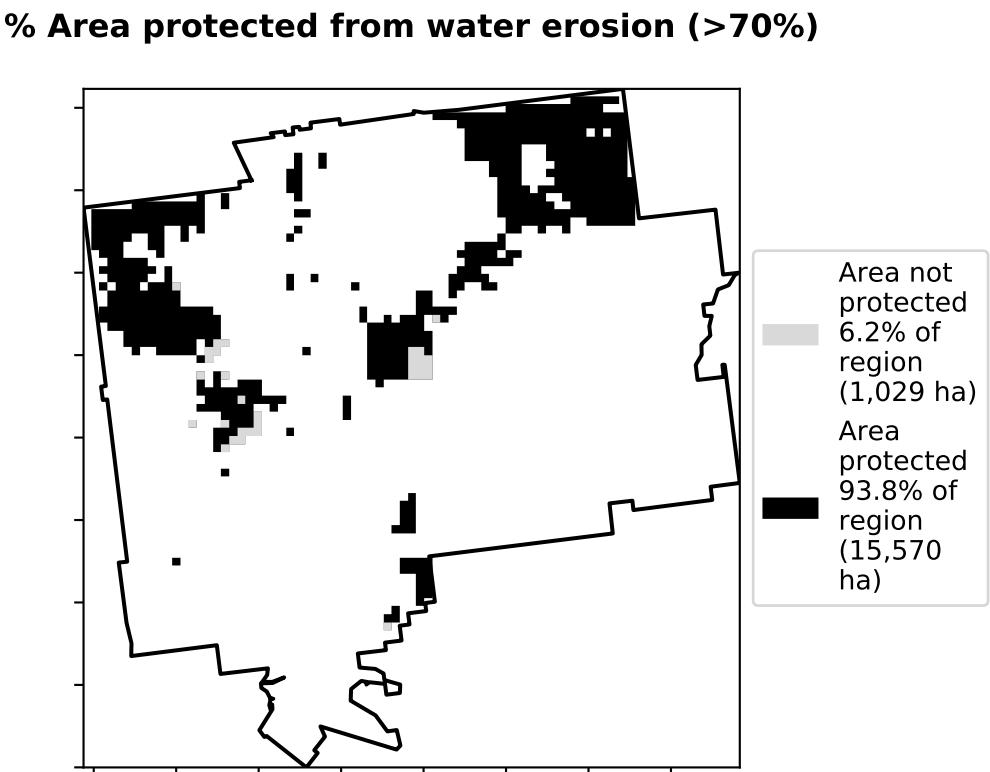 % Area protected from water erosion (>70%)
Area not
protected
6.2% of
region
(1,029 ha)
Area
protected
93.8% of
region
(15,570
ha)